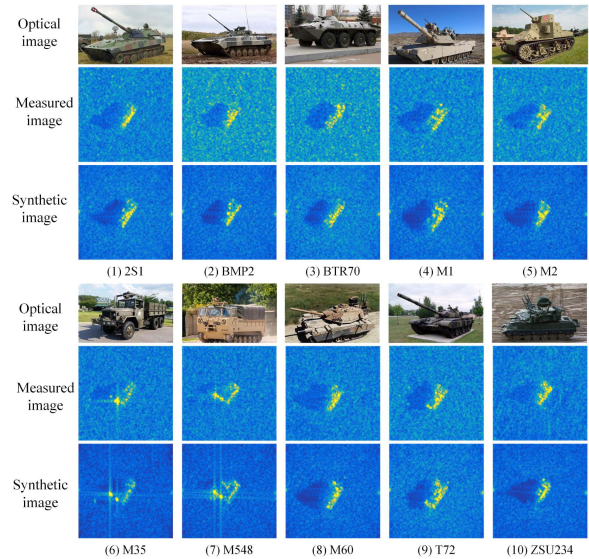 Optical
image
Measured
image
Synthetic
image
(1) 2S1 (2) BMP2 (3) BTR70 (4) M1 (5) M2
Optical
image
Measured
image
Synthetic
image
(6) M35 (7) M548 (8) M60 (9) T72 (10) ZSU234